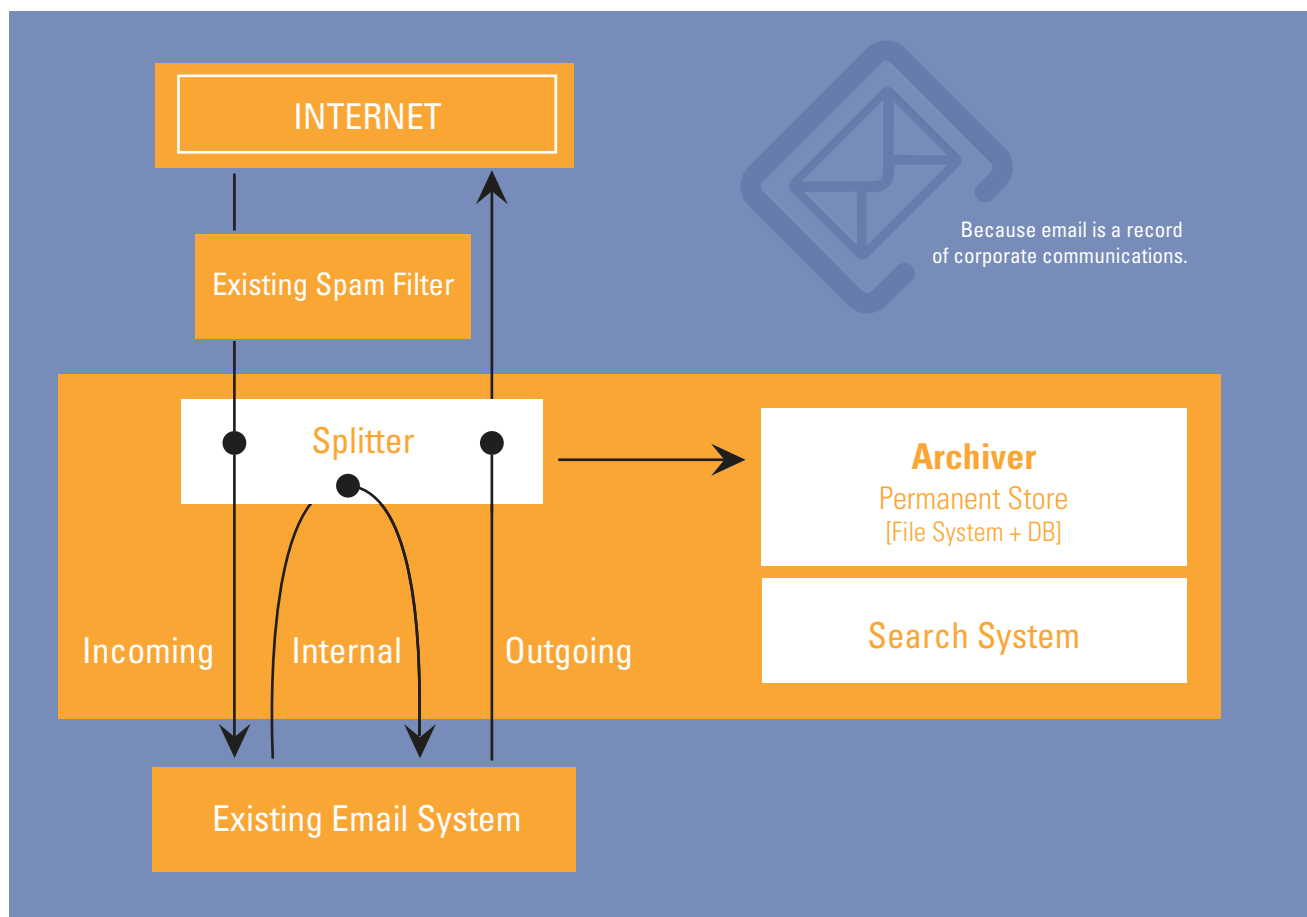 INTERNET
Because email is a record
of corporate communications.
Existing Spam Filter
Splitter
Archiver
Permanent Store
[File System + DB]
Search System
Incoming
Internal
Outgoing
Existing Email System